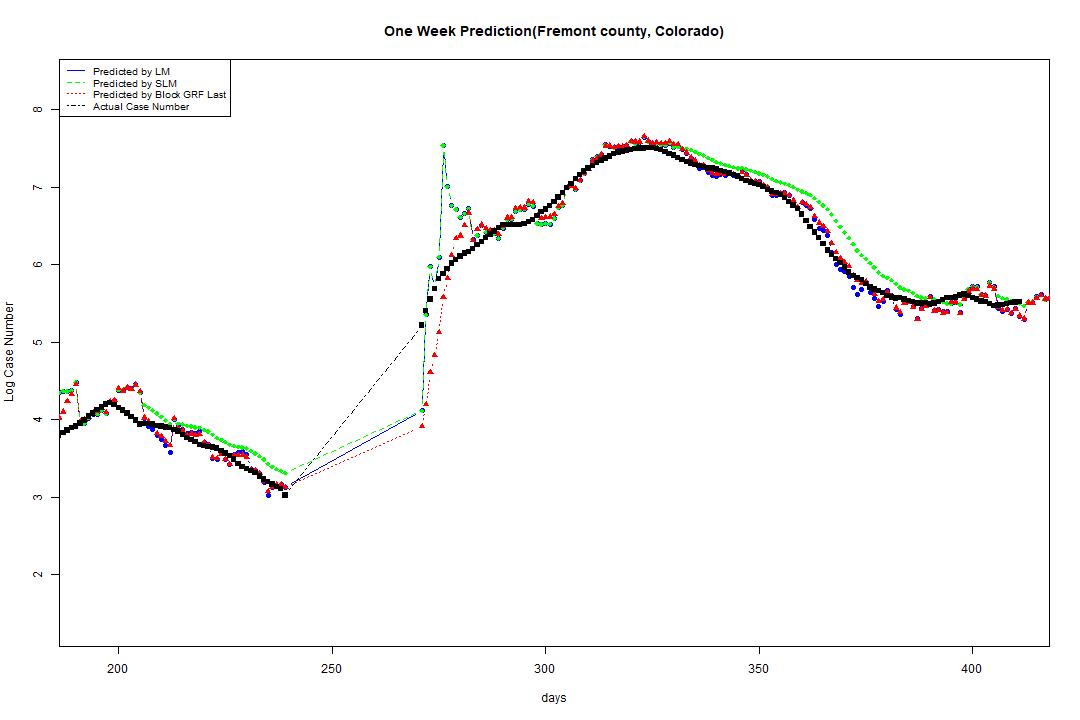 One Week Prediction(Fremont county, Colorado)
Predicted by LM
Predicted by SLM
Predicted by Block GRF Last
Actual Case Number
8
7
6
5
4
3
2
Log Case Number
200 250 300 350 400
days